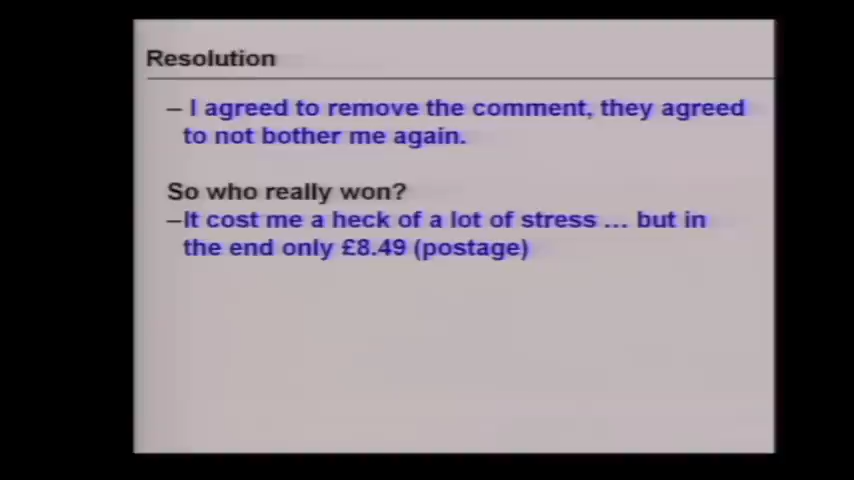 Resolution
– I agreed to remove the comment, they agreed
to not bother me again.
So who really won?
–It cost me a heck of a lot of stress ... but in
the end only £8.49 (postage)